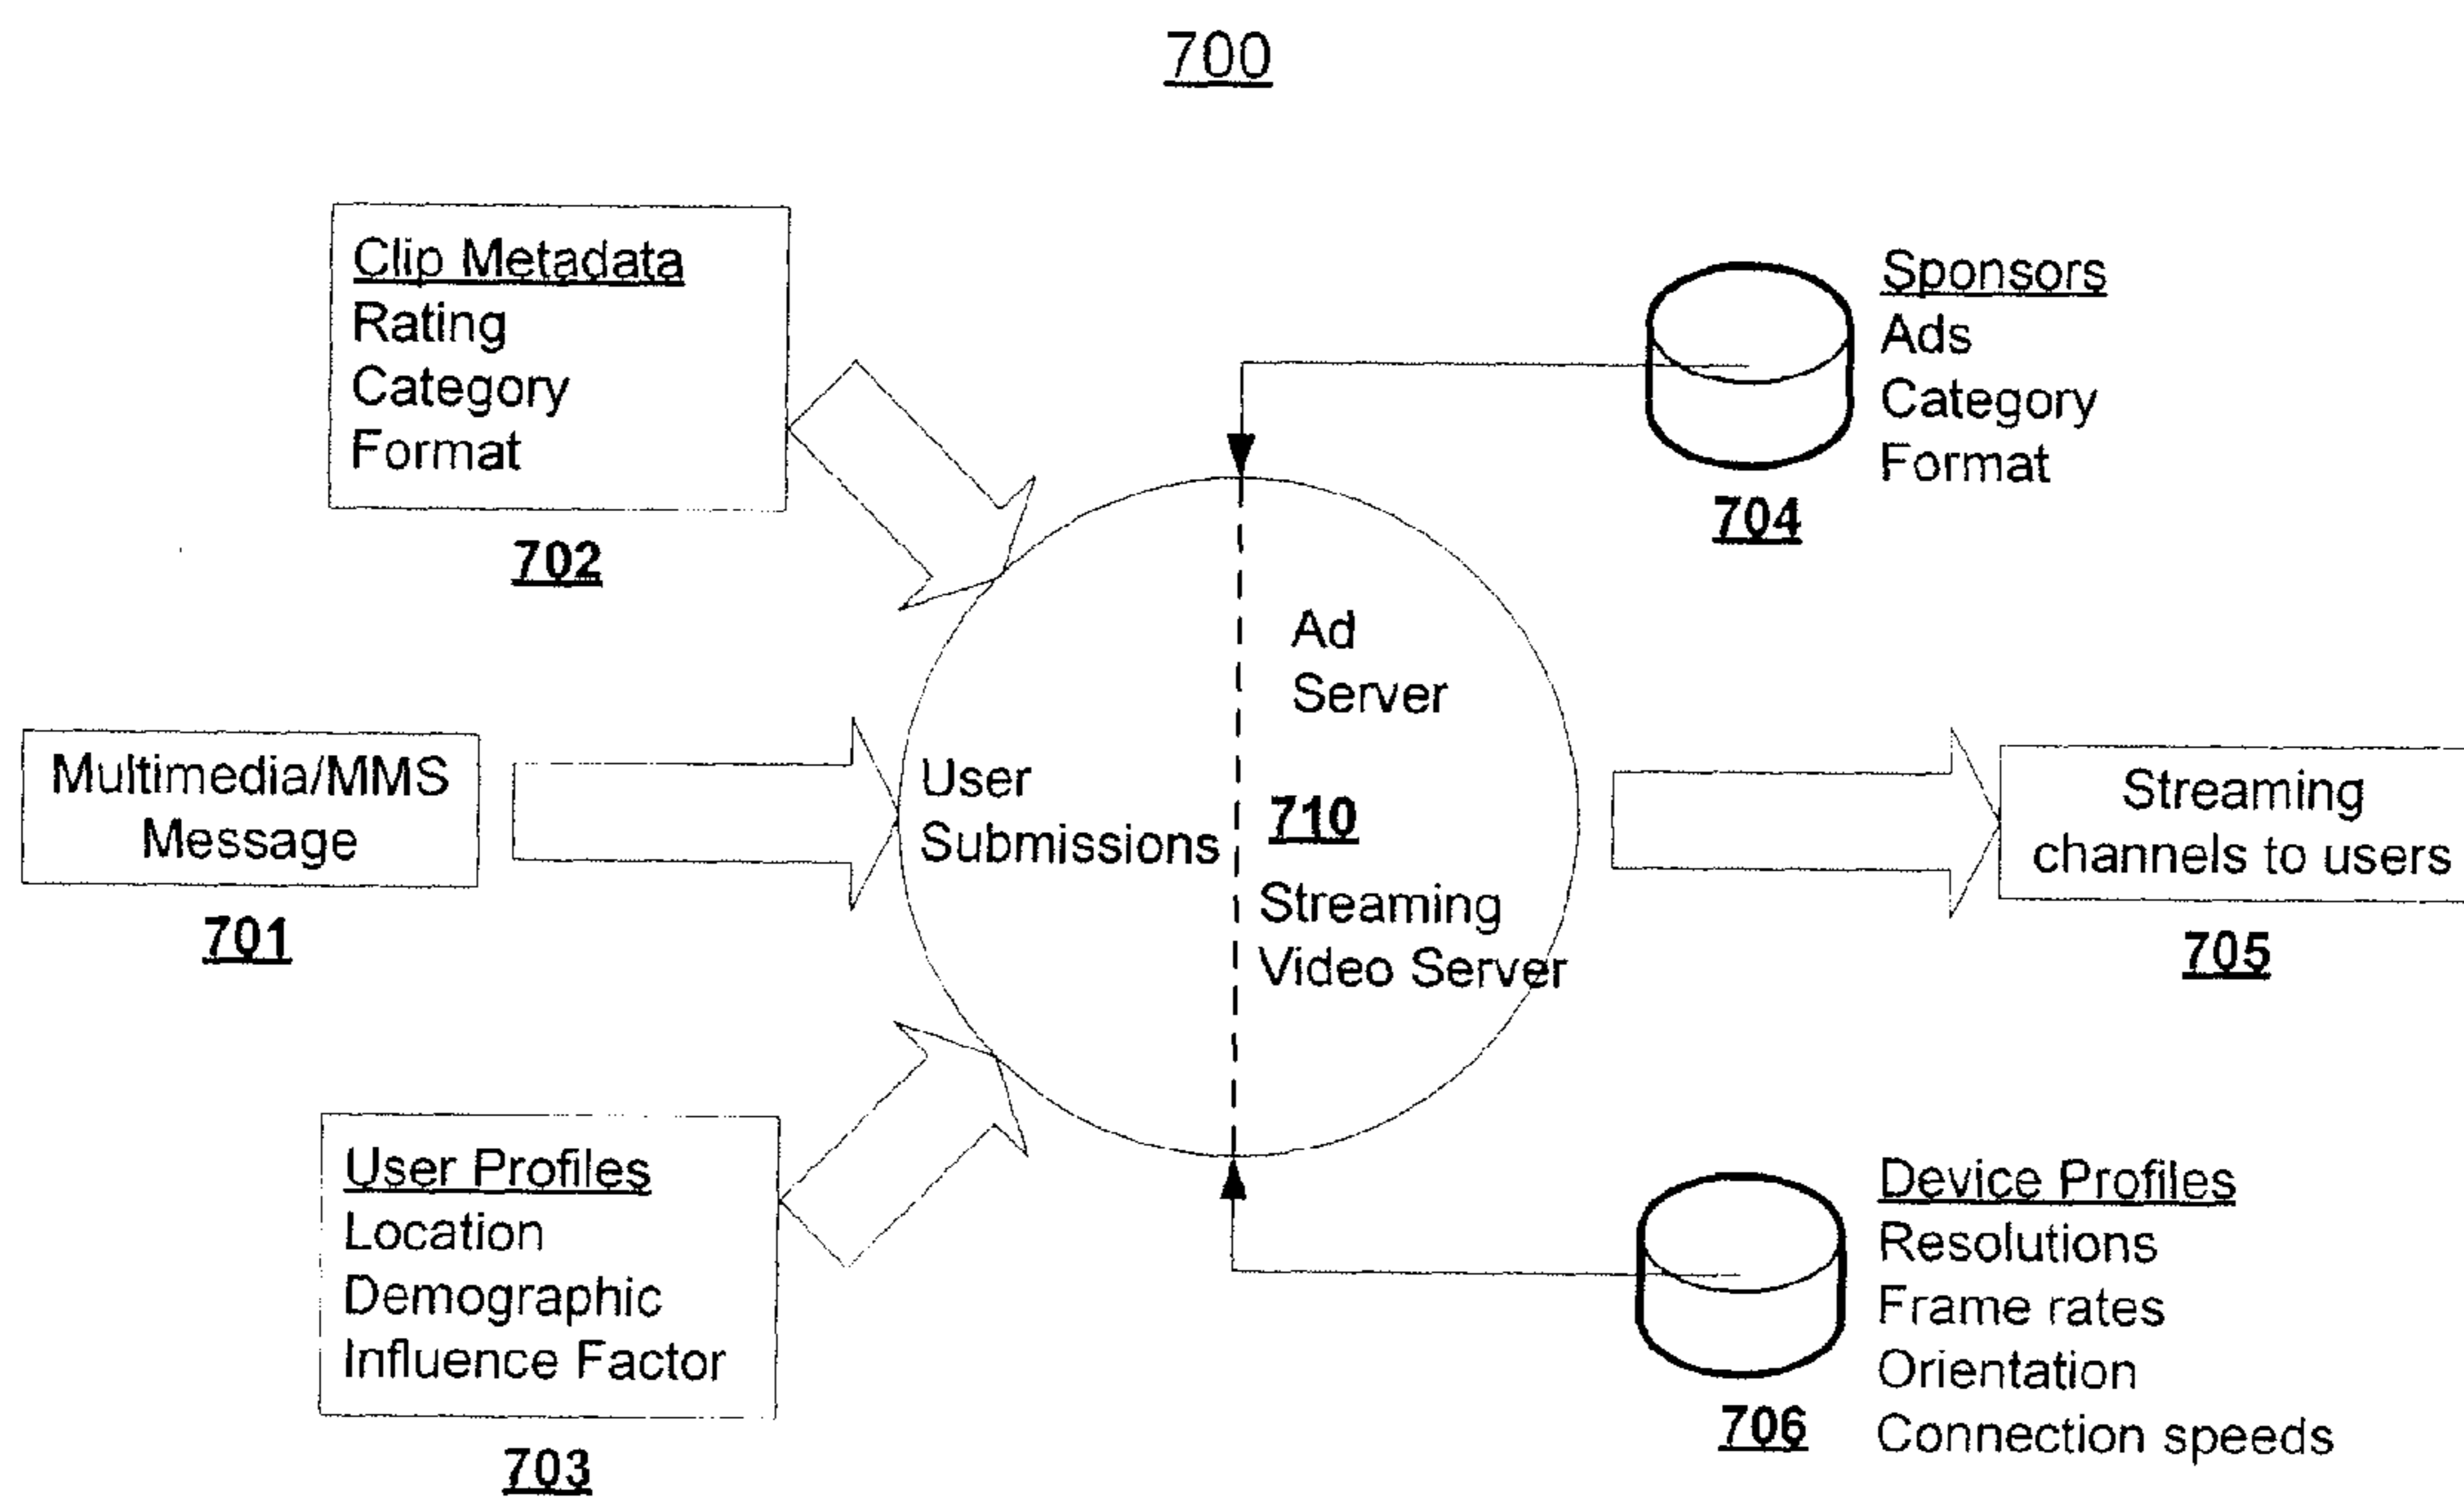 700
Clip Metadata
Rating
Category
Format
702
Sponsors
Ads
Category
Format
704
Multimedia/MMS
Message
701
User
Submissions
Ad
Server
710
Streaming
Video Server
Streaming
channels to users
705
User Profiles
Location
Demographic
Influence Factor
703
Device Profiles
Resolutions
Frame rates
Orientation
Connection speeds
706